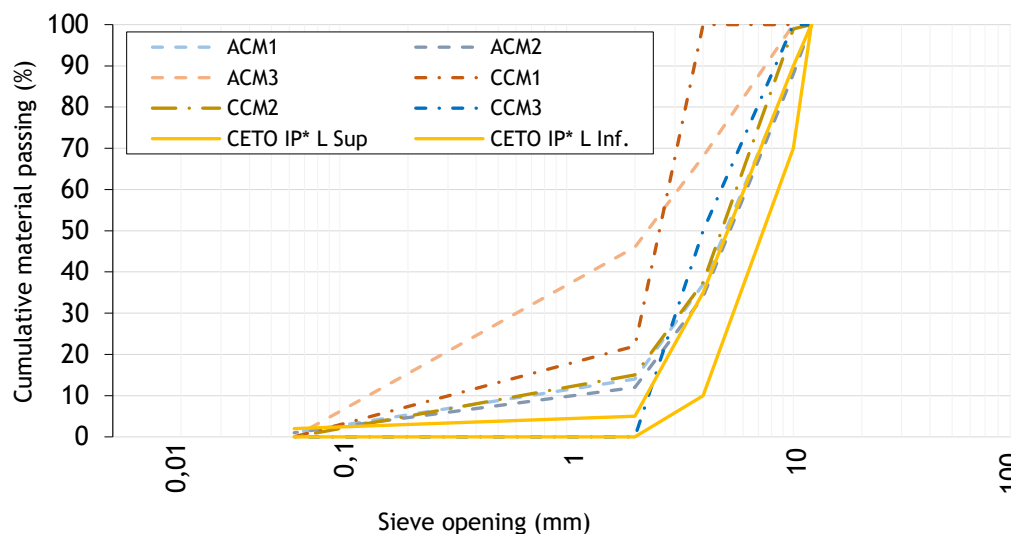 100
90
80
70
60
50
40
30
20
10
0
Cumulative material passing (%)
ACM1 ACM2
ACM3 CCM1
CCM2 CCM3
CETO IP* L Sup CETO IP* L Inf.
0,01 0,1 1 10 100
Sieve opening (mm)